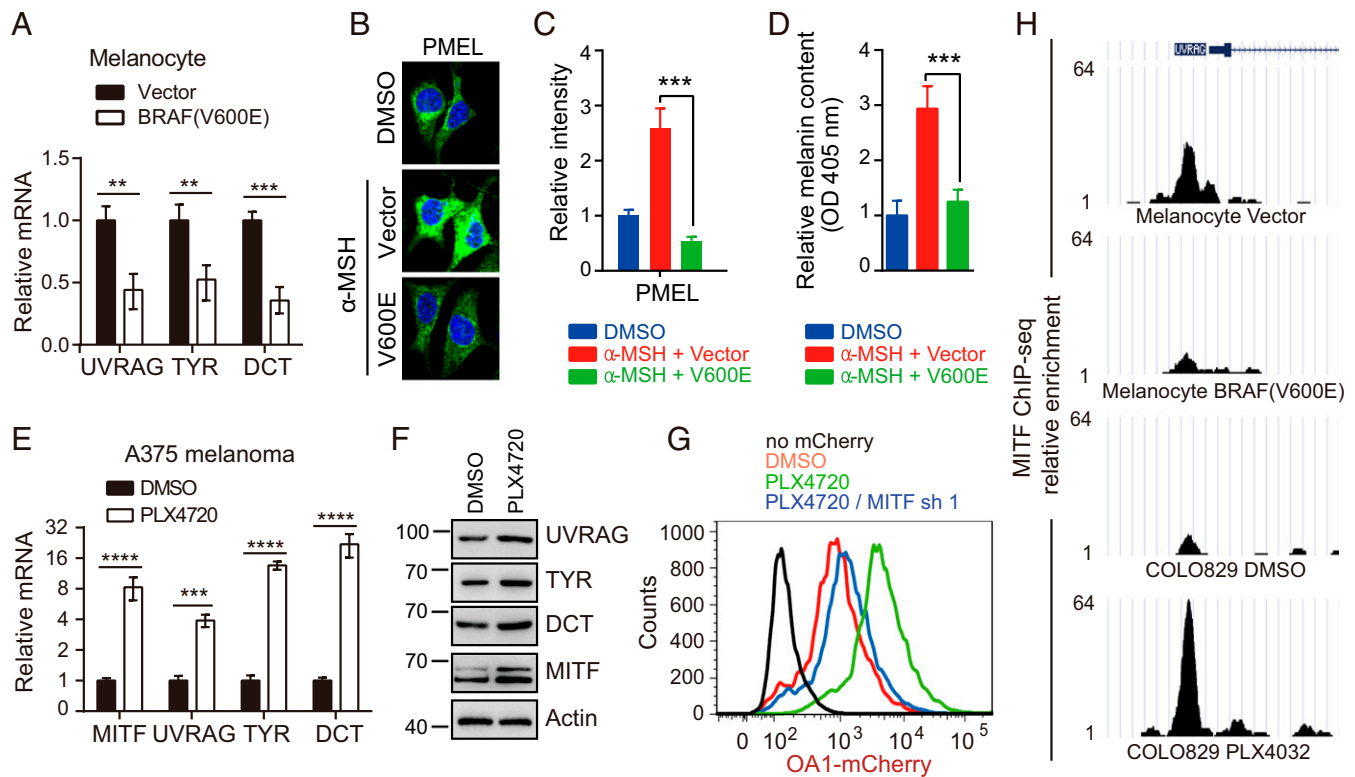 A
Melanocyte
Vector
BRAF(V600E)
Relative mRNA
1.5
1.0
0.5
0.0
**
**
***
UVRAG TYR DCT
B
PMEL
DMSO
Vector
V600E
α-MSH
C
Relative intensity
4
3
2
1
0
***
PMEL
DMSO
α-MSH + Vector
α-MSH + V600E
D
Relative melanin content
(OD 405 nm)
4
3
2
1
0
***
DMSO
α-MSH + Vector
α-MSH + V600E
E
A375 melanoma
DMSO
PLX4720
Relative mRNA
32
16
8
4
2
1
0
****
***
****
****
MITF UVRAG TYR DCT
F
DMSO
PLX4720
100
UVRAG
70
TYR
70
DCT
70
MITF
40
Actin
G
no mCherry
DMSO
PLX4720
PLX4720 / MITF sh 1
Counts
1000
800
600
400
200
0
0 10² 10³ 10⁴ 10⁵
OA1-mCherry
H
MITF ChIP-seq
relative enrichment
UVRAG
64
1
Melanocyte Vector
64
1
Melanocyte BRAF(V600E)
64
1
COLO829 DMSO
64
1
COLO829 PLX4032